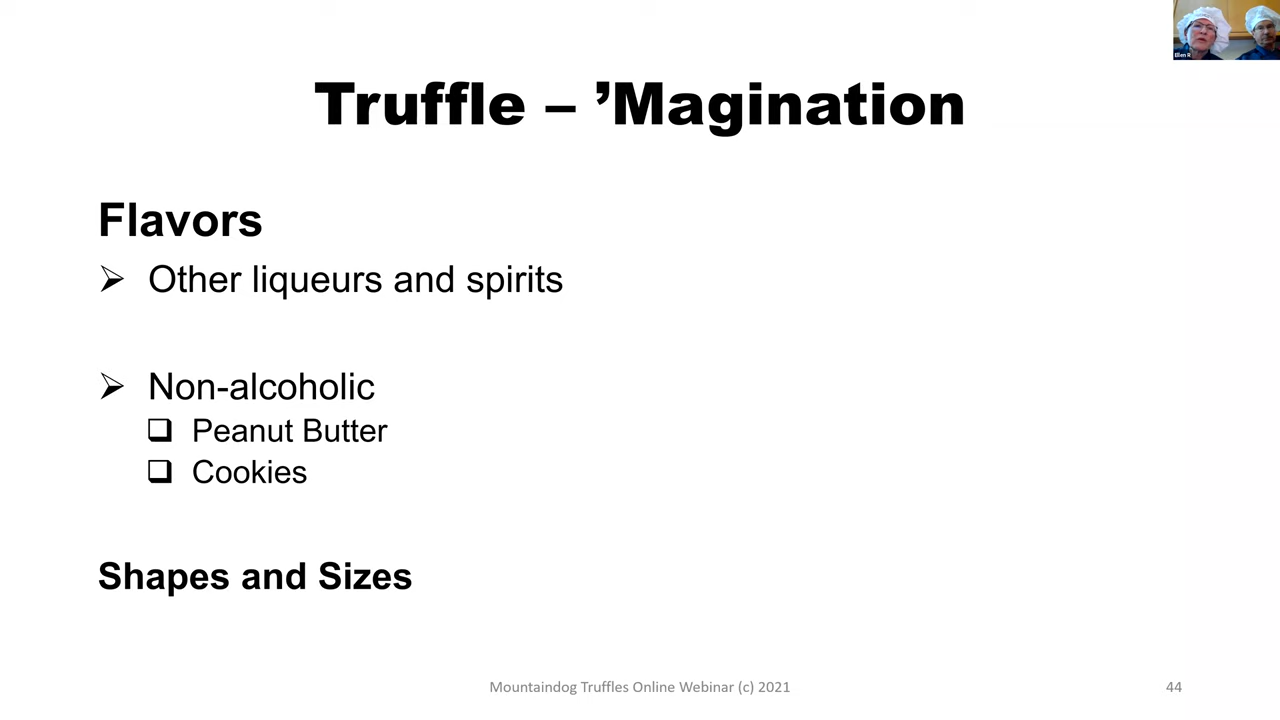 Ellen R
Truffle – ’Magination
Flavors
Other liqueurs and spirits
Non-alcoholic
Peanut Butter
Cookies
Shapes and Sizes
Mountaindog Truffles Online Webinar (c) 2021
44